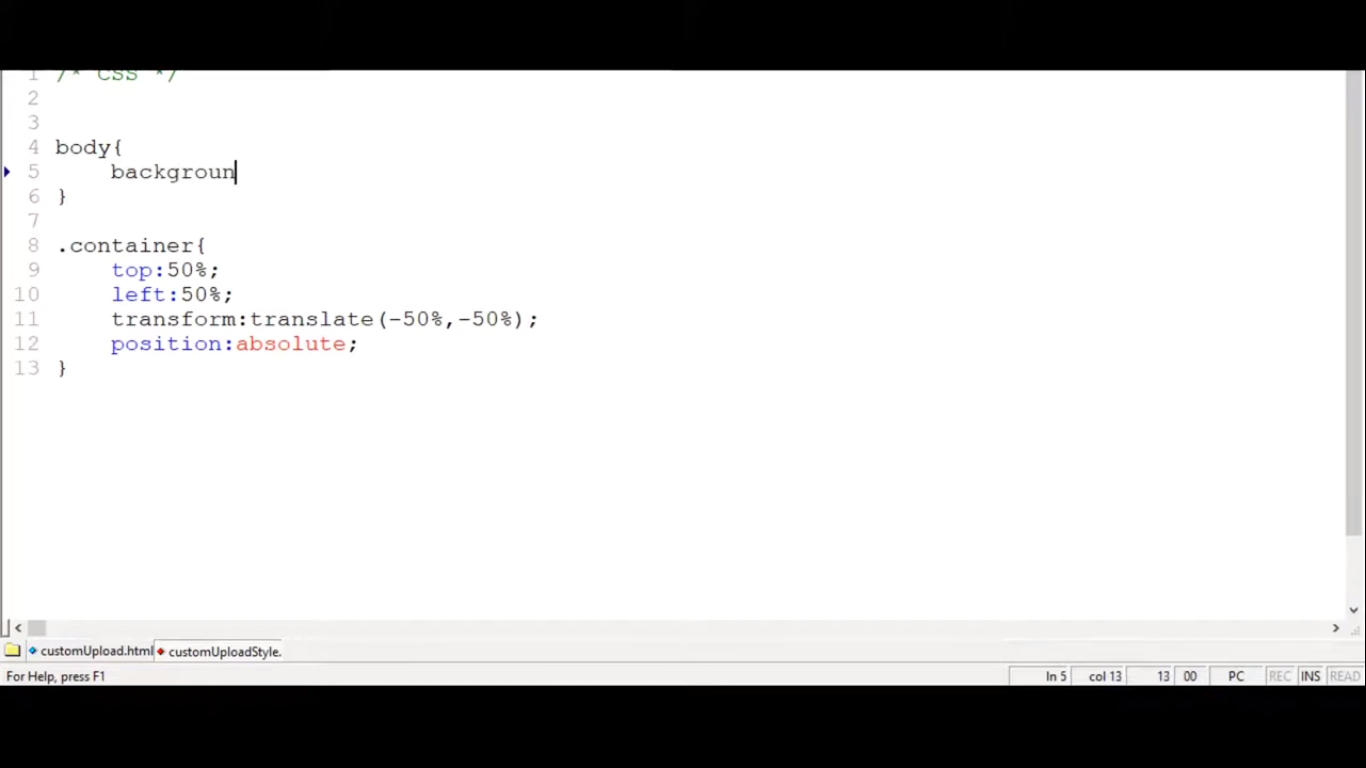 1 /* CSS */
2
3
4 body{
5 backgroun
6 }
7
8 .container{
9 top:50%;
10 left:50%;
11 transform:translate(-50%,-50%);
12 position:absolute;
13 }
customUpload.html customUploadStyle.
For Help, press F1 ln 5 col 13 13 00 PC REC INS READ